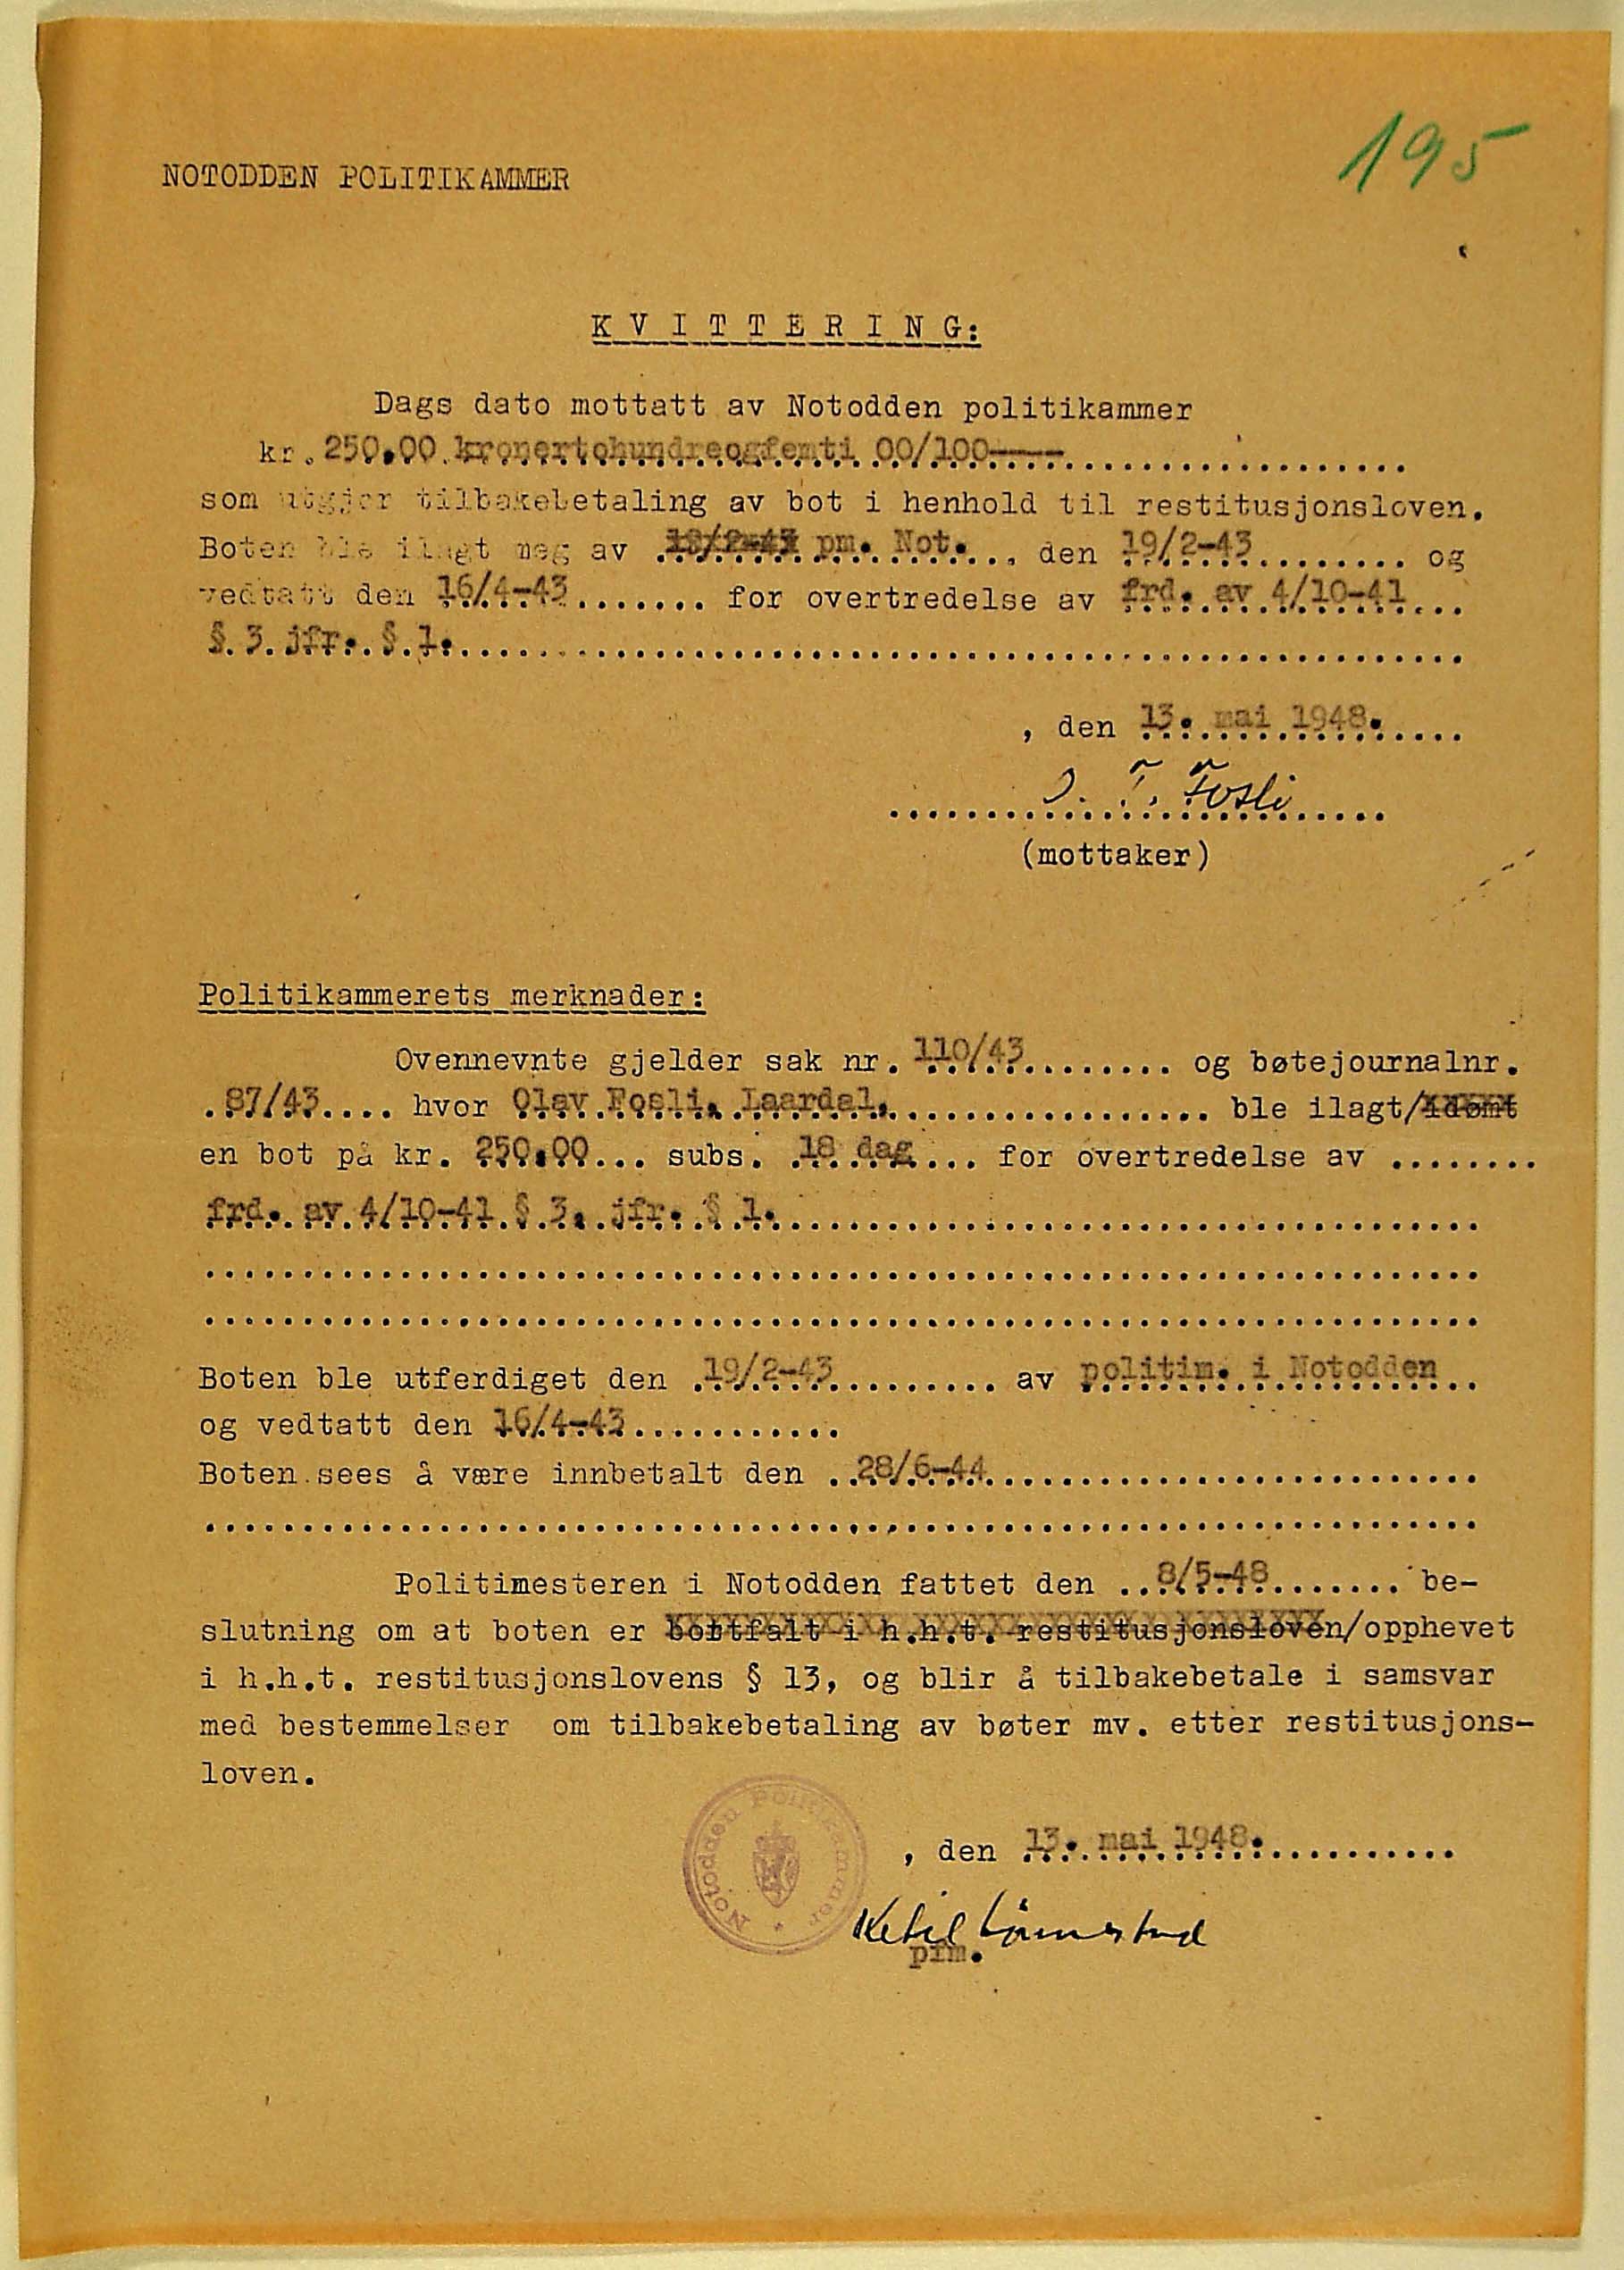 195
NOTODDEN POLITIKAMMER
KVITTERING:
Dags dato mottatt av Notodden politikammer
kr. 250.00 kronertohundreogfemti 00/100----
som utgjør tilbakebetaling av bot i henhold til restitusjonsloven.
Boten ble ilagt meg av pm. Not. , den 19/2-43 og
vedtatt den 16/4-43 for overtredelse av frd. av 4/10-41
§ 3 jfr. § 1.
, den 13. mai 1948.
O. T. Fosli
(mottaker)
Politikammerets merknader:
Ovennevnte gjelder sak nr. 110/43 og bøtejournalnr.
87/43 hvor Olav Fosli, Laardal, ble ilagt/idømt
en bot på kr. 250.00 subs. 18 dag for overtredelse av
frd. av 4/10-41 § 3, jfr. § 1.
Boten ble utferdiget den 19/2-43 av politim. i Notodden
og vedtatt den 16/4-43
Boten sees å være innbetalt den 28/6-44
Politimesteren i Notodden fattet den 8/5-48 be-
slutning om at boten er bortfalt i h.h.t. restitusjonsloven/opphevet
i h.h.t. restitusjonslovens § 13, og blir å tilbakebetale i samsvar
med bestemmelser om tilbakebetaling av bøter mv. etter restitusjons-
loven.
Notodden Politikammer
, den 13. mai 1948.
Ketil
pfm.